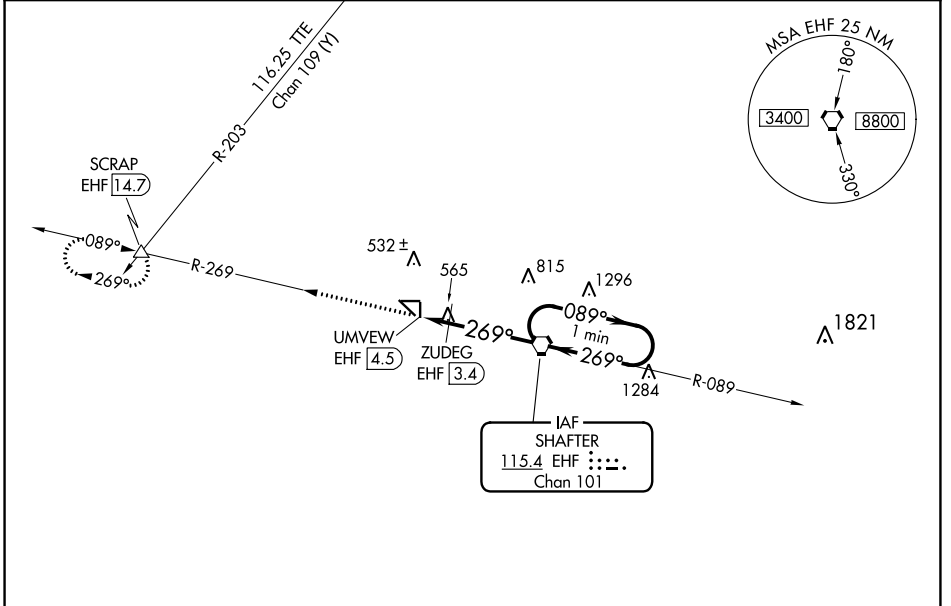 116.25 TTE
Chan 109 (Y)
R-203
MSA EHF 25 NM
180°
3400
8800
330°
SCRAP
EHF 14.7
089°
269°
R-269
532 ±
565
815
1296
1821
UMVEW
EHF 4.5
ZUDEG
EHF 3.4
269°
089°
1 min
269°
1284
R-089
IAF
SHAFTER
115.4 EHF
Chan 101